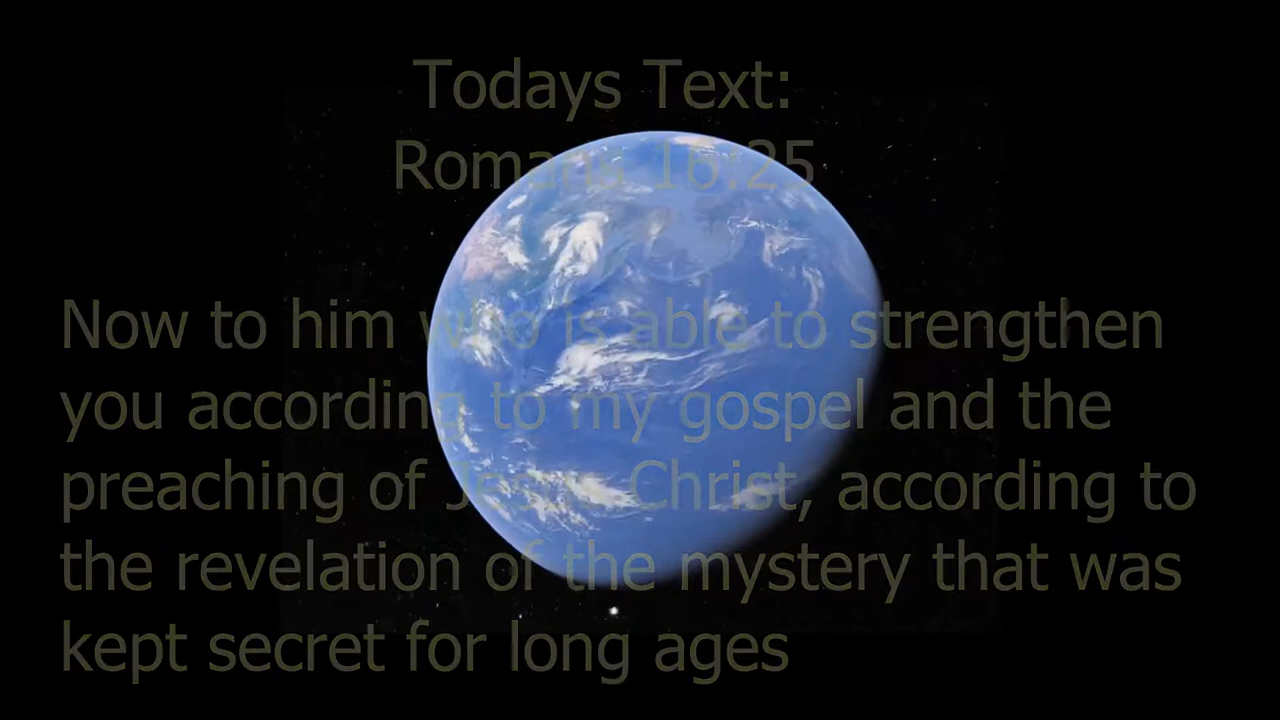 Todays Text:
Romans 16:25
Now to him who is able to strengthen
you according to my gospel and the
preaching of Jesus Christ, according to
the revelation of the mystery that was
kept secret for long ages